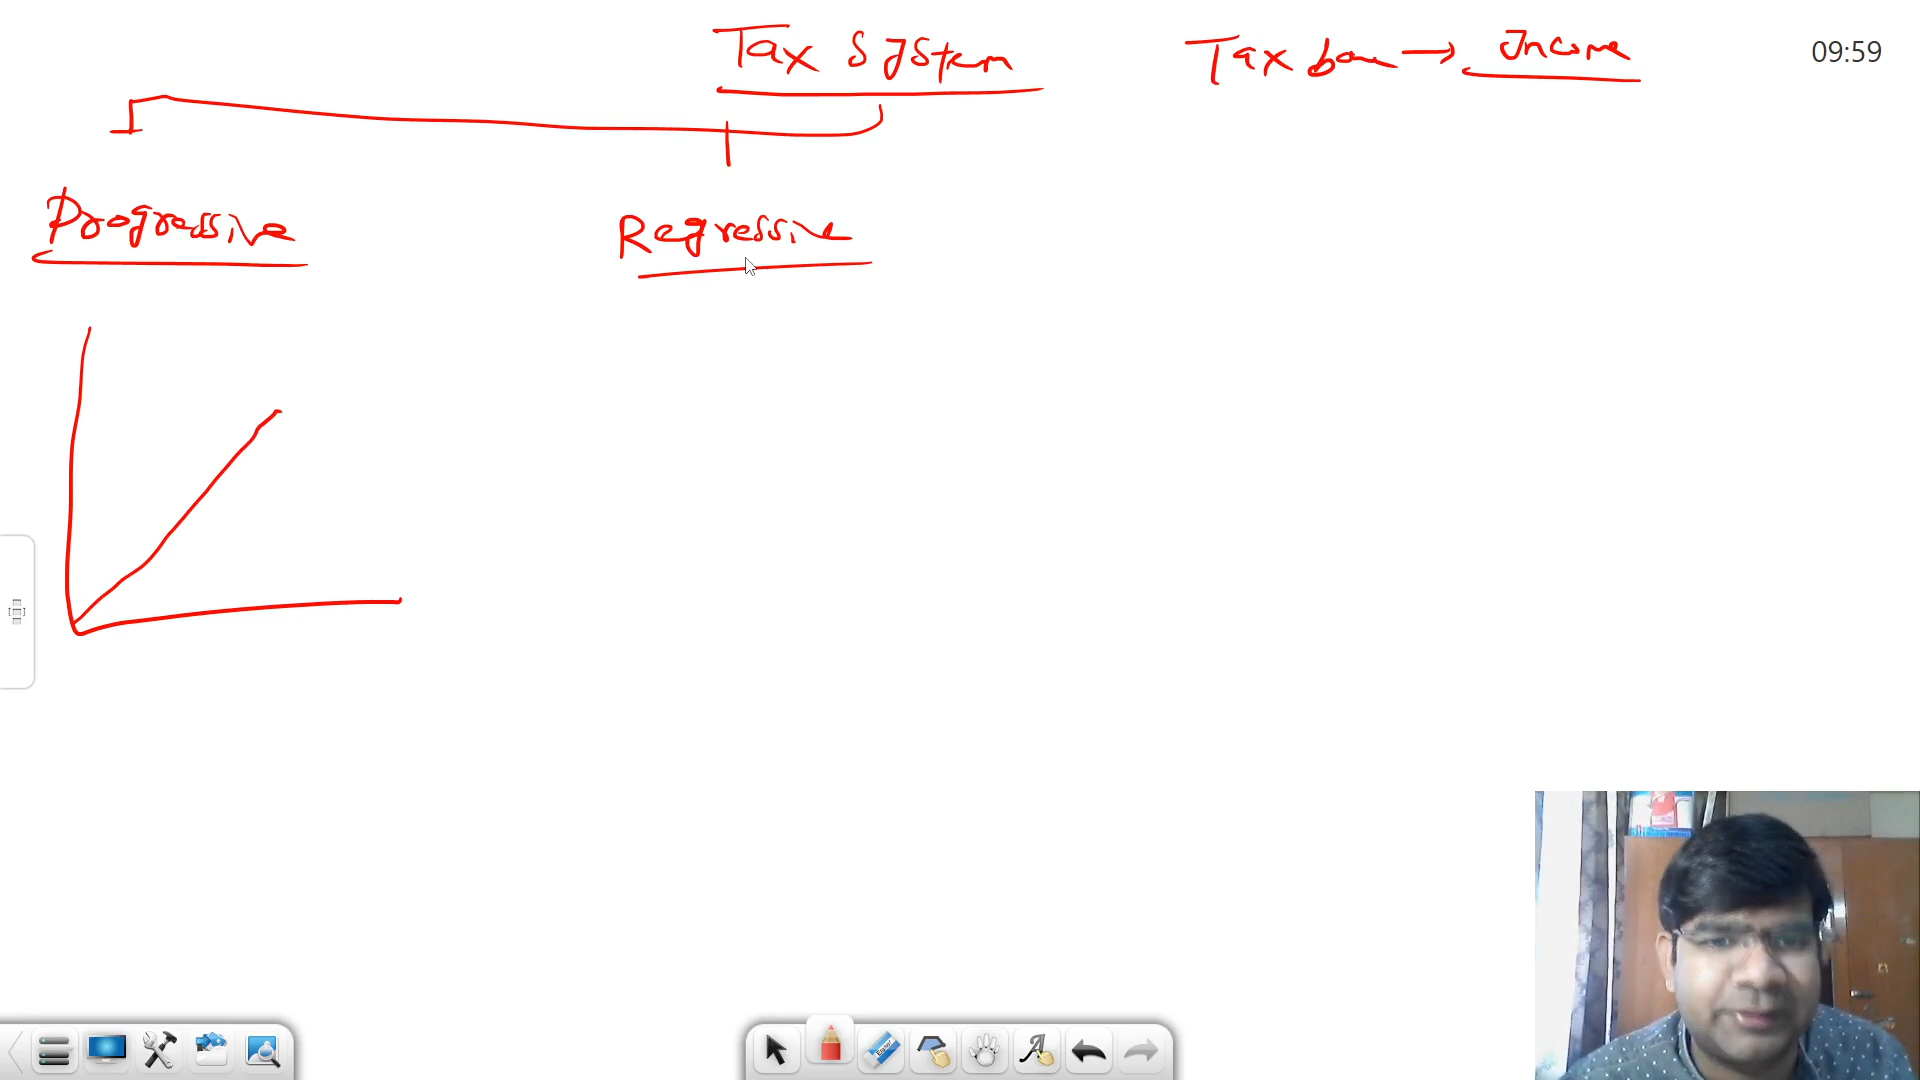 Tax System
Tax base → Income
09:59
Progressive
Regressive